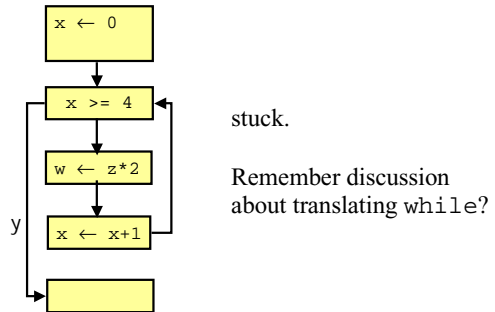 x ← 0
x >= 4
w ← z*2
x ← x+1
y
stuck.
Remember discussion
about translating while?